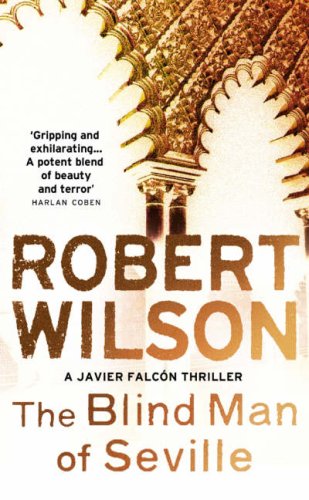 'Gripping and
exhilarating...
A potent blend
of beauty
and terror'
HARLAN COBEN
ROBERT
WILSON
A JAVIER FALCÓN THRILLER
The Blind Man
of Seville